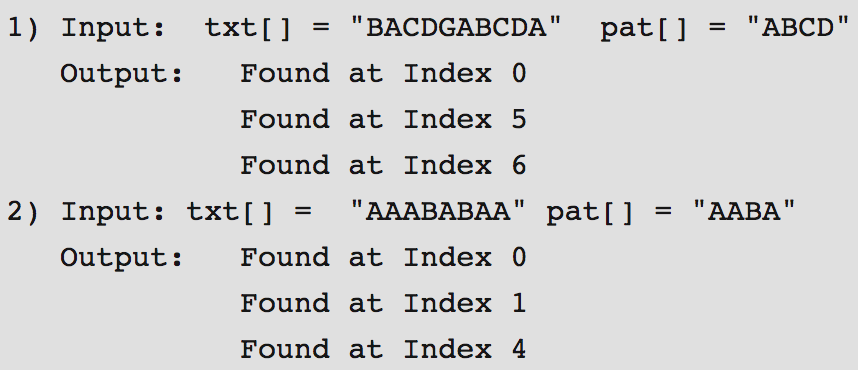 1) Input:  txt[] = "BACDGABCDA"  pat[] = "ABCD"
   Output:   Found at Index 0
             Found at Index 5
             Found at Index 6
2) Input: txt[] =  "AAABABAA" pat[] = "AABA"
   Output:   Found at Index 0
             Found at Index 1
             Found at Index 4